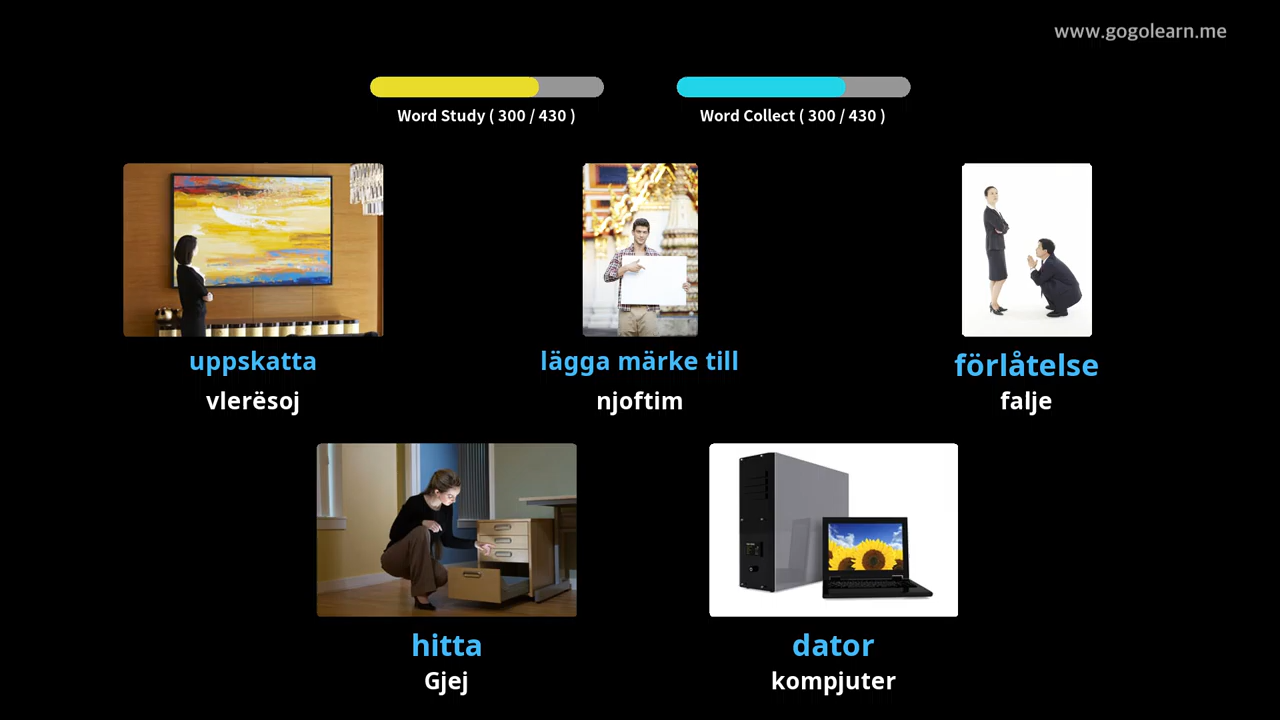 www.gogolearn.me
Word Study ( 300 / 430 )
Word Collect ( 300 / 430 )
uppskatta
lägga märke till
förlåtelse
vlerësoj
njoftim
falje
hitta
dator
Gjej
kompjuter